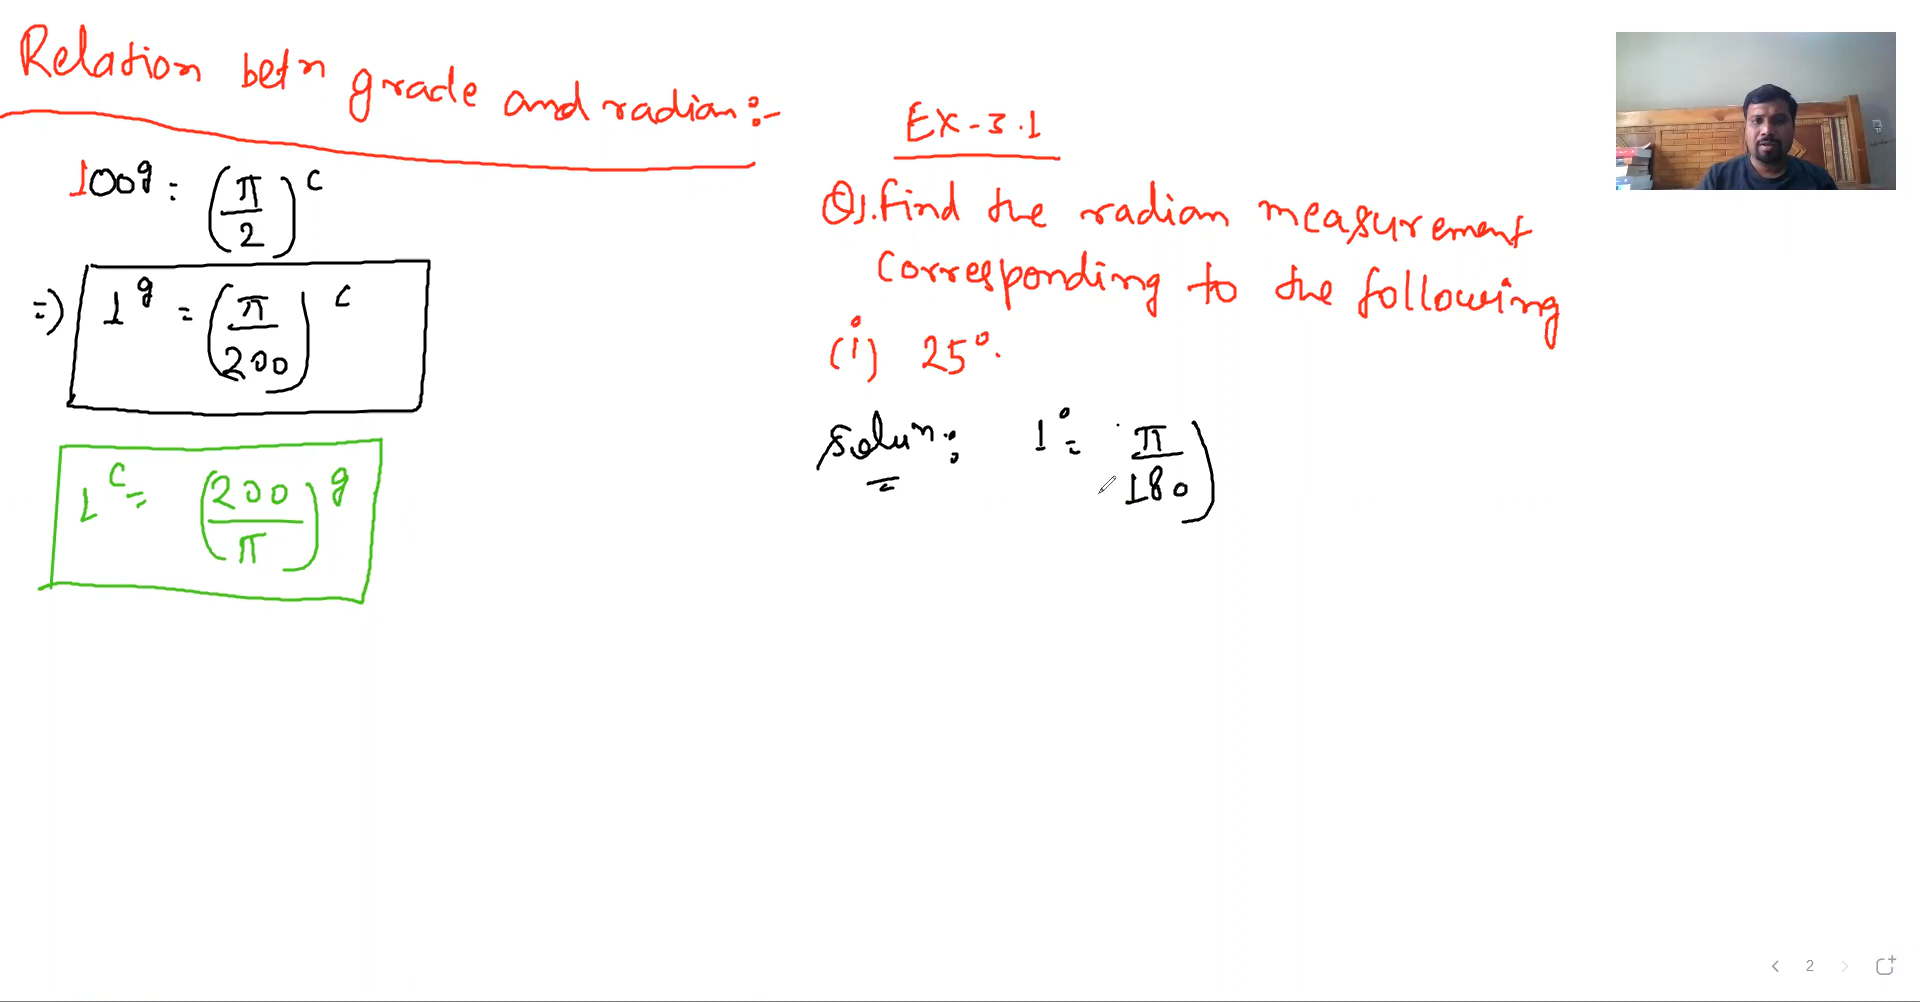 Relation betn grade and radian:-
100g = (π/2)c
=) 1g = (π/200)c
1c = (200/π)g
EX-3.1
Q1. Find the radian measurement
corresponding to the following
(i) 25°.
Solun: 1° = π/180)
2